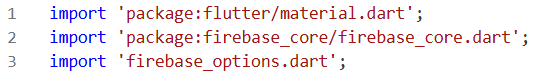 1 import 'package:flutter/material.dart';
2 import 'package:firebase_core/firebase_core.dart';
3 import 'firebase_options.dart';